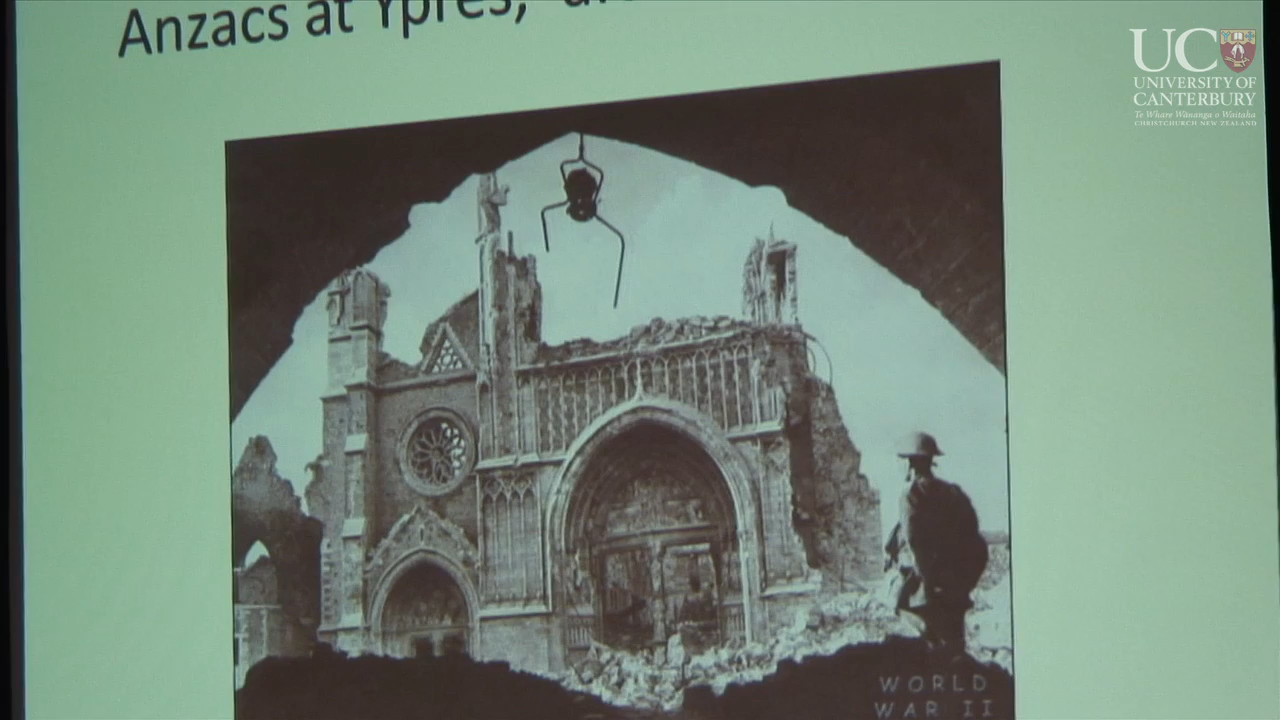 Anzacs at Ypres,
UC
UNIVERSITY OF
CANTERBURY
Te Whare Wānanga o Waitaha
CHRISTCHURCH NEW ZEALAND
WORLD
WAR II